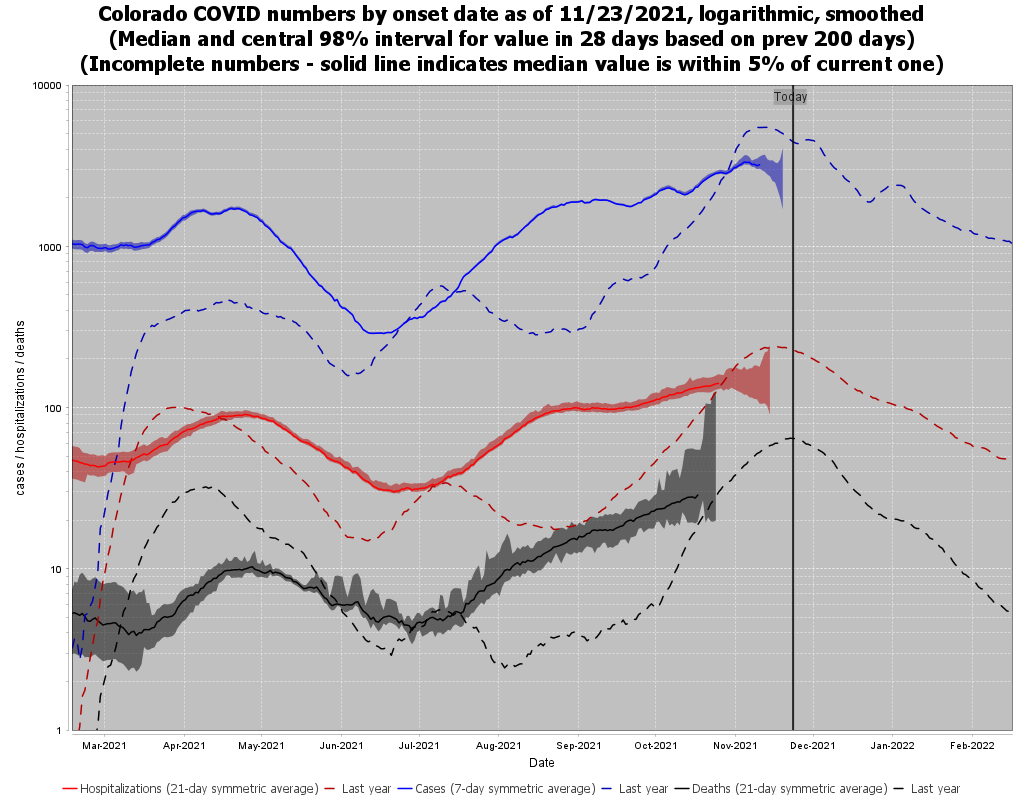 Colorado COVID numbers by onset date as of 11/23/2021, logarithmic, smoothed
(Median and central 98% interval for value in 28 days based on prev 200 days)
(Incomplete numbers - solid line indicates median value is within 5% of current one)
Today
10000
1000
100
10
1
cases / hospitalizations / deaths
Mar-2021 Apr-2021 May-2021 Jun-2021 Jul-2021 Aug-2021 Sep-2021 Oct-2021 Nov-2021 Dec-2021 Jan-2022 Feb-2022
Date
Hospitalizations (21-day symmetric average) Last year Cases (7-day symmetric average) Last year Deaths (21-day symmetric average) Last year